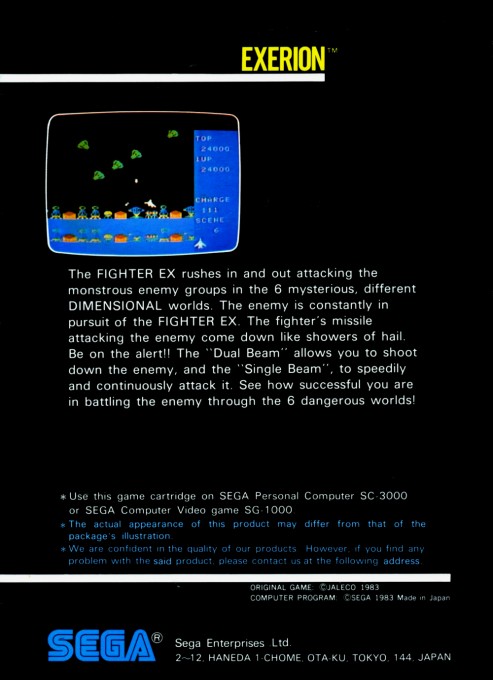 EXERION™
TOP
24000
1UP
24000
CHARGE
111
SCENE
6
The FIGHTER EX rushes in and out attacking the
monstrous enemy groups in the 6 mysterious, different
DIMENSIONAL worlds. The enemy is constantly in
pursuit of the FIGHTER EX. The fighter's missile
attacking the enemy come down like showers of hail.
Be on the alert!! The "Dual Beam" allows you to shoot
down the enemy, and the "Single Beam", to speedily
and continuously attack it. See how successful you are
in battling the enemy through the 6 dangerous worlds!
* Use this game cartridge on SEGA Personal Computer SC-3000
or SEGA Computer Video game SG-1000.
* The actual appearance of this product may differ from that of the
package's illustration.
* We are confident in the quality of our products. However, if you find any
problem with the said product, please contact us at the following address.
ORIGINAL GAME: ©JALECO 1983
COMPUTER PROGRAM: ©SEGA 1983 Made in Japan
SEGA® Sega Enterprises Ltd.
2~12, HANEDA 1-CHOME, OTA-KU, TOKYO, 144, JAPAN